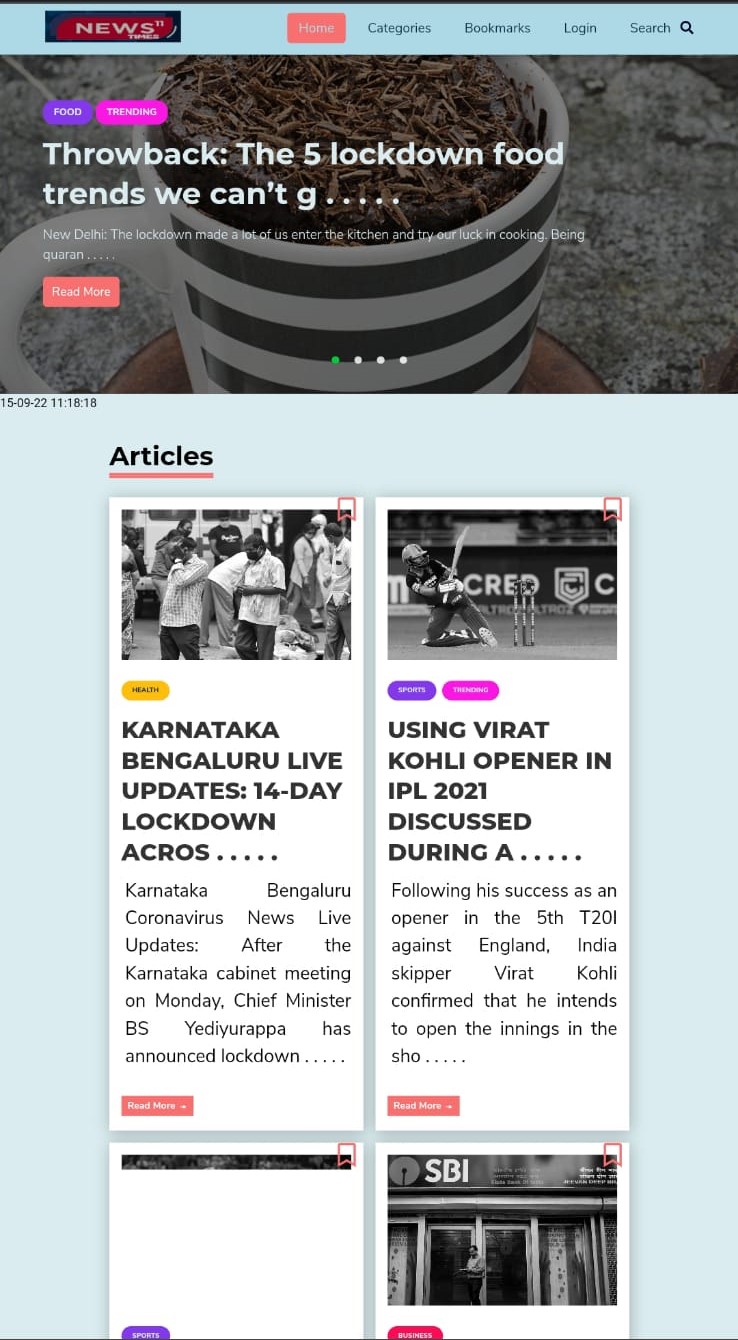 NEWS 11
TIMES
Home
Categories
Bookmarks
Login
Search
FOOD
TRENDING
Throwback: The 5 lockdown food
trends we can’t g . . . . .
New Delhi: The lockdown made a lot of us enter the kitchen and try our luck in cooking. Being
quaran . . . . .
Read More
15-09-22 11:18:18
Articles
HEALTH
KARNATAKA
BENGALURU LIVE
UPDATES: 14-DAY
LOCKDOWN
ACROS . . . . .
Karnataka Bengaluru
Coronavirus News Live
Updates: After the
Karnataka cabinet meeting
on Monday, Chief Minister
BS Yediyurappa has
announced lockdown . . . . .
Read More →
CRED
C
SPORTS
TRENDING
USING VIRAT
KOHLI OPENER IN
IPL 2021
DISCUSSED
DURING A . . . . .
Following his success as an
opener in the 5th T20I
against England, India
skipper Virat Kohli
confirmed that he intends
to open the innings in the
sho . . . . .
Read More →
SPORTS
SBI
BUSINESS